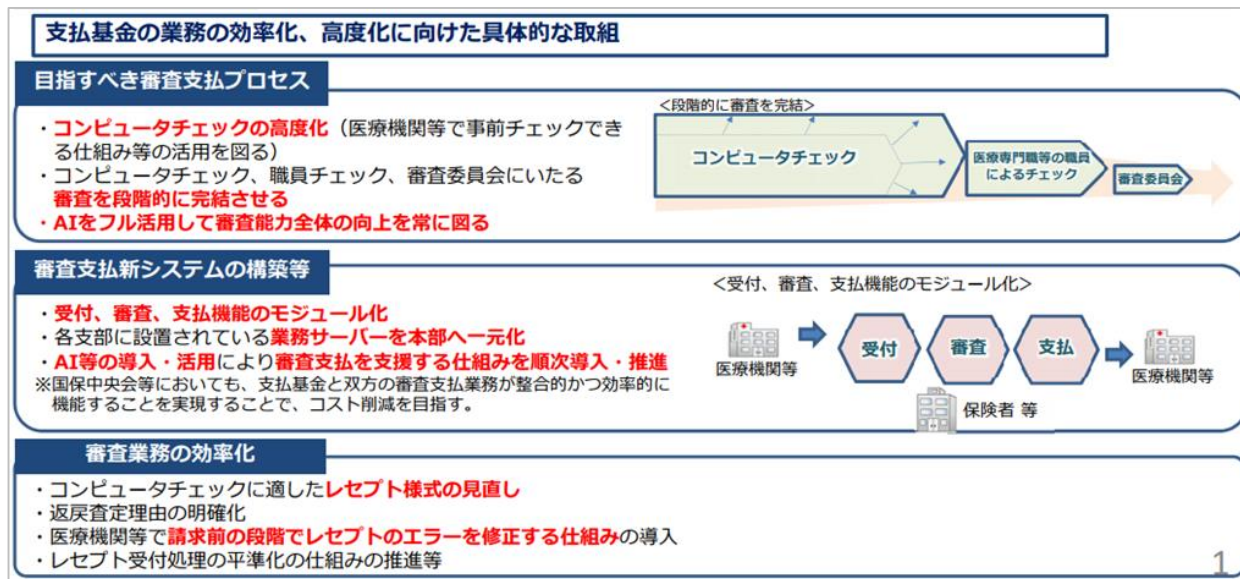 支払基金の業務の効率化、高度化に向けた具体的な取組
目指すべき審査支払プロセス
・コンピュータチェックの高度化（医療機関等で事前チェックでき
る仕組み等の活用を図る）
・コンピュータチェック、職員チェック、審査委員会にいたる
審査を段階的に完結させる
・AIをフル活用して審査能力全体の向上を常に図る
＜段階的に審査を完結＞
コンピュータチェック
医療専門職等の職員
によるチェック
審査委員会
審査支払新システムの構築等
・受付、審査、支払機能のモジュール化
・各支部に設置されている業務サーバーを本部へ一元化
・AI等の導入・活用により審査支払を支援する仕組みを順次導入・推進
※国保中央会等においても、支払基金と双方の審査支払業務が整合的かつ効率的に
機能することを実現することで、コスト削減を目指す。
＜受付、審査、支払機能のモジュール化＞
医療機関等
受付
審査
支払
医療機関等
保険者 等
審査業務の効率化
・コンピュータチェックに適したレセプト様式の見直し
・返戻査定理由の明確化
・医療機関等で請求前の段階でレセプトのエラーを修正する仕組みの導入
・レセプト受付処理の平準化の仕組みの推進等
1